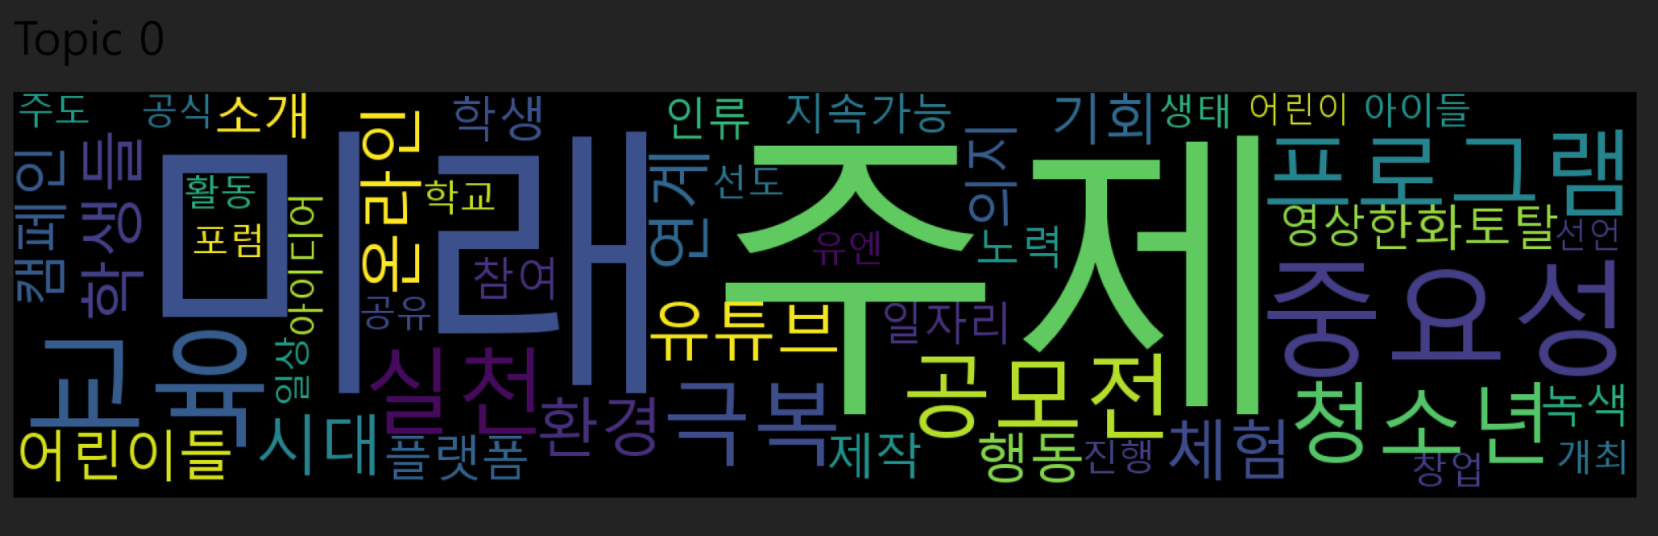 Topic 0
주도
공식
소개
학생
인류
지속가능
기회
생태
어린이
아이들
캠페인
학생들
미래
활동
포럼
아이디어
온라인
학교
참여
공유
연계
선도
주제
유엔
의지
노력
프로그램
영상
한화토탈
선언
교육
일상
실천
유튜브
일자리
중요성
어린이들
시대
플랫폼
환경
극복
제작
공모전
행동
진행
체험
청소년
창업
녹색
개최